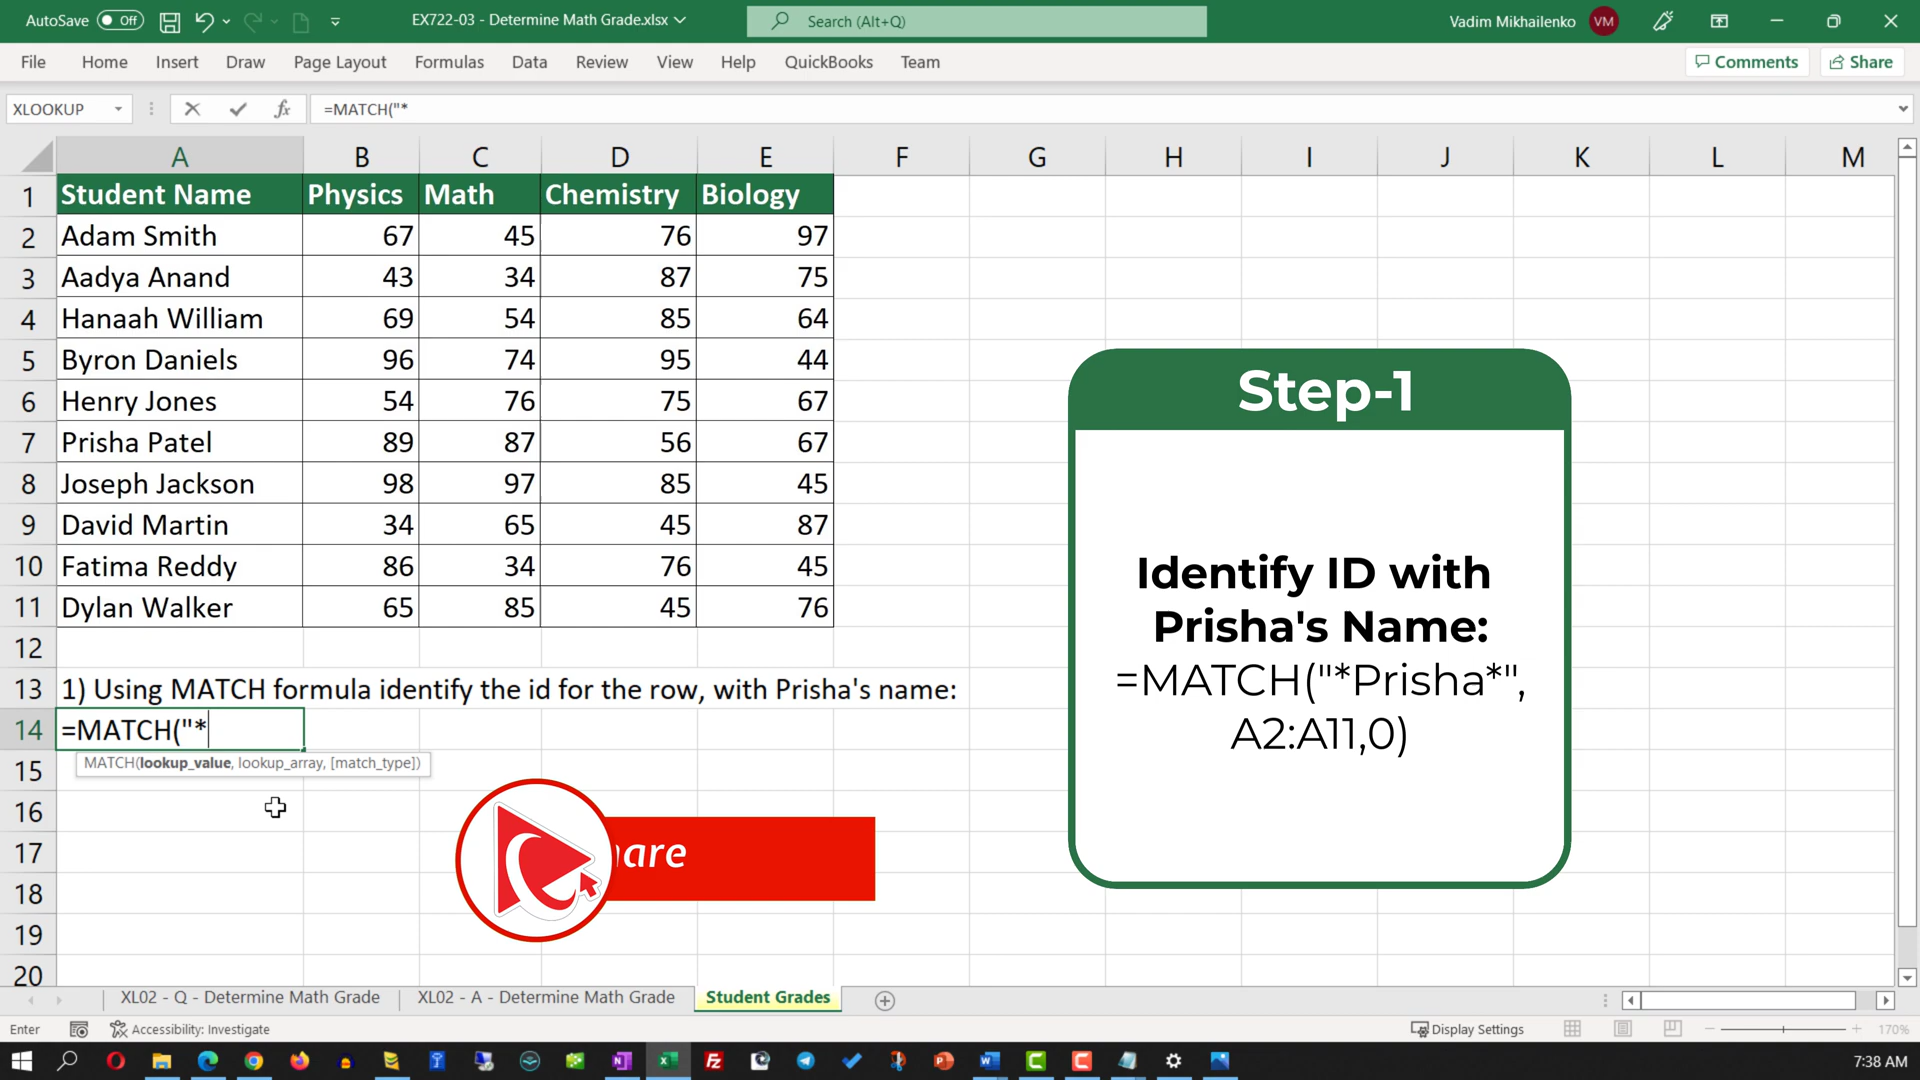 AutoSave Off EX722-03 - Determine Math Grade.xlsx Search (Alt+Q) Vadim Mikhailenko VM
File Home Insert Draw Page Layout Formulas Data Review View Help QuickBooks Team Comments Share
XLOOKUP fx =MATCH("*
A B C D E F G H I J K L M
1 Student Name Physics Math Chemistry Biology
2 Adam Smith 67 45 76 97
3 Aadya Anand 43 34 87 75
4 Hanaah William 69 54 85 64
5 Byron Daniels 96 74 95 44
6 Henry Jones 54 76 75 67
7 Prisha Patel 89 87 56 67
8 Joseph Jackson 98 97 85 45
9 David Martin 34 65 45 87
10 Fatima Reddy 86 34 76 45
11 Dylan Walker 65 85 45 76
12
13 1) Using MATCH formula identify the id for the row, with Prisha's name:
14 =MATCH("*
MATCH(lookup_value, lookup_array, [match_type])
15
16
17
18
19
20
Step-1
Identify ID with
Prisha's Name:
=MATCH("*Prisha*",
A2:A11,0)
hare
XL02 - Q - Determine Math Grade XL02 - A - Determine Math Grade Student Grades
Enter Accessibility: Investigate Display Settings 170%
7:38 AM